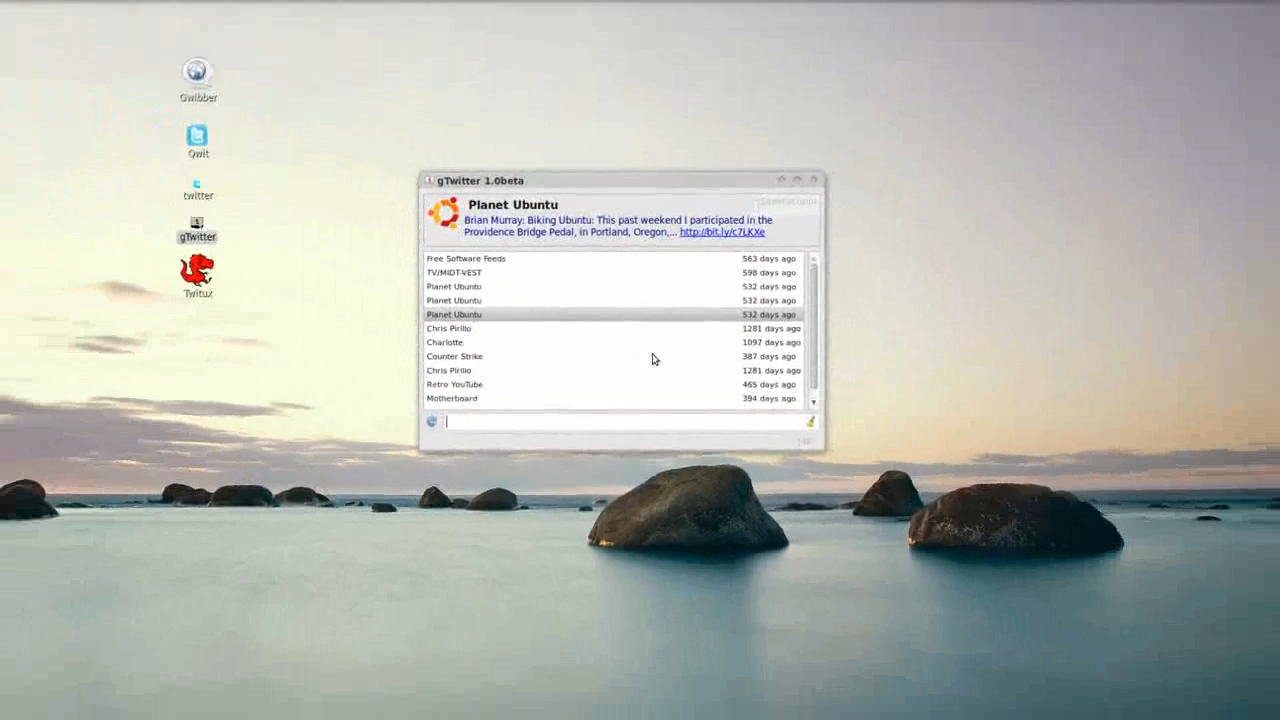 Gwibber
Qwit
twitter
gTwitter
Twitux
gTwitter 1.0beta
Planet Ubuntu
Brian Murray: Biking Ubuntu: This past weekend I participated in the
Providence Bridge Pedal, in Portland, Oregon,... http://bit.ly/c7LKXe
Free Software Feeds 563 days ago
TV/MIDT-VEST 598 days ago
Planet Ubuntu 532 days ago
Planet Ubuntu 532 days ago
Planet Ubuntu 532 days ago
Chris Pirillo 1281 days ago
Charlotte 1097 days ago
Counter Strike 387 days ago
Chris Pirillo 1281 days ago
Retro YouTube 465 days ago
Motherboard 394 days ago